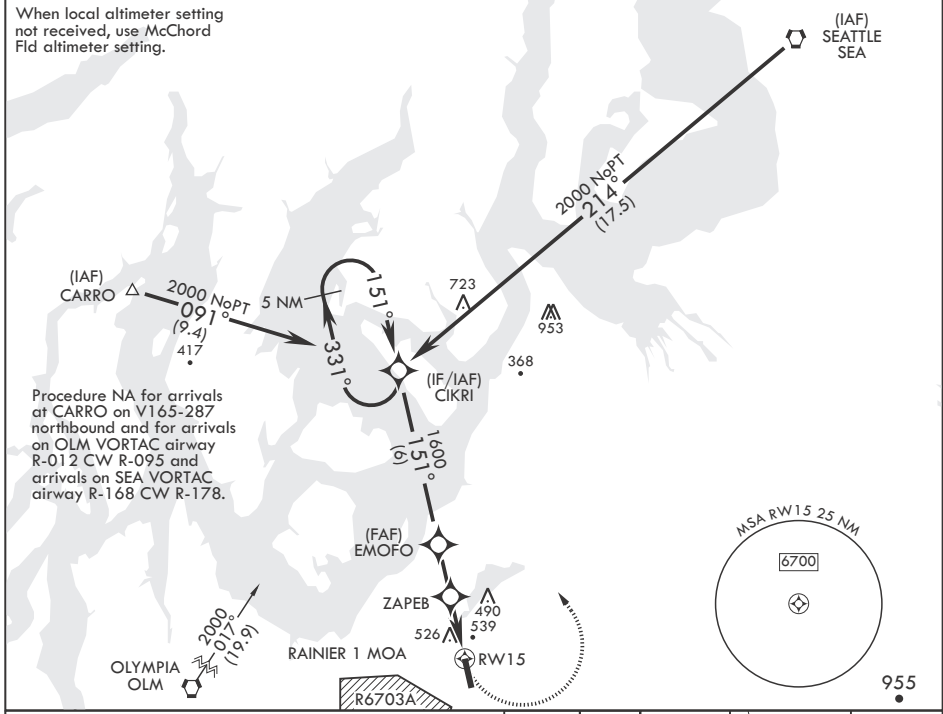 When local altimeter setting
not received, use McChord
Fld altimeter setting.
(IAF)
SEATTLE
SEA
2000 NoPT
214°
(17.5)
(IAF)
CARRO
2000 NoPT
091°
(9.4)
417
5 NM
151°
331°
723
953
368
(IF/IAF)
CIKRI
Procedure NA for arrivals
at CARRO on V165-287
northbound and for arrivals
on OLM VORTAC airway
R-012 CW R-095 and
arrivals on SEA VORTAC
airway R-168 CW R-178.
1600
151°
(6)
(FAF)
EMOFO
ZAPEB
490
539
526
RW15
MSA RW15 25 NM
6700
2000
017°
(19.9)
OLYMPIA
OLM
RAINIER 1 MOA
R6703A
955